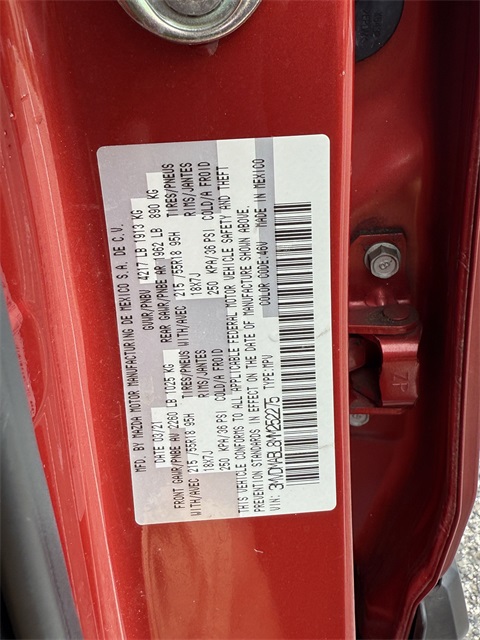 MFD. BY MAZDA MOTOR MANUFACTURING DE MEXICO S.A. DE C.V.
DATE 03/21 GVWR/PNBV 4217 LB 1913 KG
FRONT GAWR/PNBE AV 2260 LB 1025 KG REAR GAWR/PNBE AR 1962 LB 890 KG
WITH/AVEC 215/55R18 95H TIRES/PNEUS WITH/AVEC 215/55R18 95H TIRES/PNEUS
18X7J RIMS/JANTES 18X7J RIMS/JANTES
250 KPA/36 PSI COLD/A FROID 250 KPA/36 PSI COLD/A FROID
THIS VEHICLE CONFORMS TO ALL APPLICABLE FEDERAL MOTOR VEHICLE SAFETY AND THEFT
PREVENTION STANDARDS IN EFFECT ON THE DATE OF MANUFACTURE SHOWN ABOVE.
VIN: 3MVDMABL8MM252275 TYPE:MPV COLOR CODE:46V MADE IN MEXICO